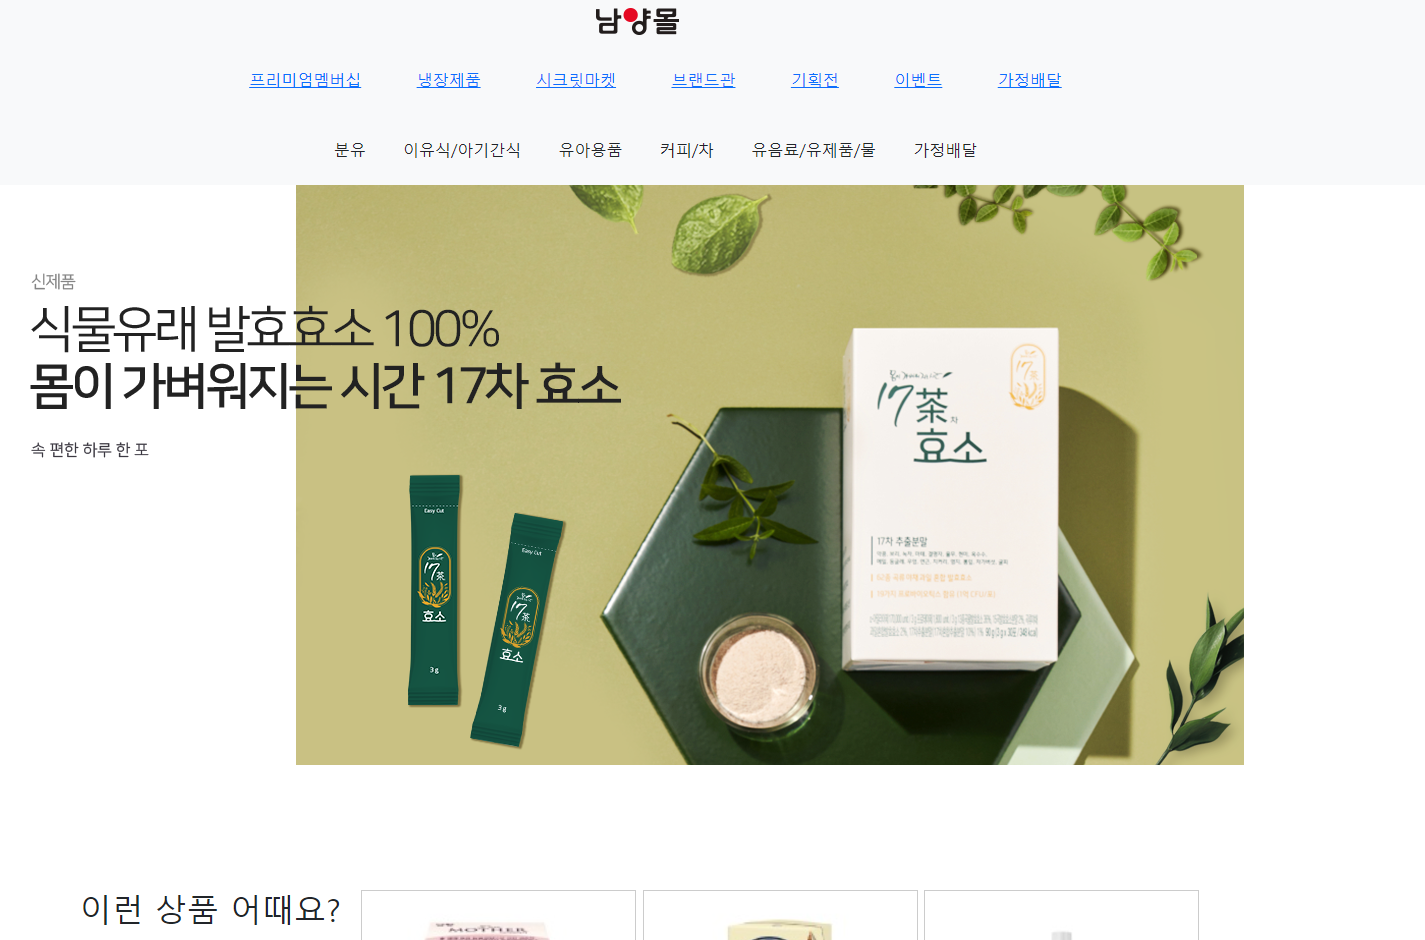 남양몰
프리미엄멤버십 냉장제품 시크릿마켓 브랜드관 기획전 이벤트 가정배달
분유 이유식/아기간식 유아용품 커피/차 유음료/유제품/물 가정배달
신제품
식물유래 발효효소 100%
몸이 가벼워지는 시간 17차 효소
속 편한 하루 한 포
17茶
차
효소
17차 추출분말
Easy Cut
17茶
효소
3g
Easy Cut
17茶
효소
3g
이런 상품 어때요?
MOTHER